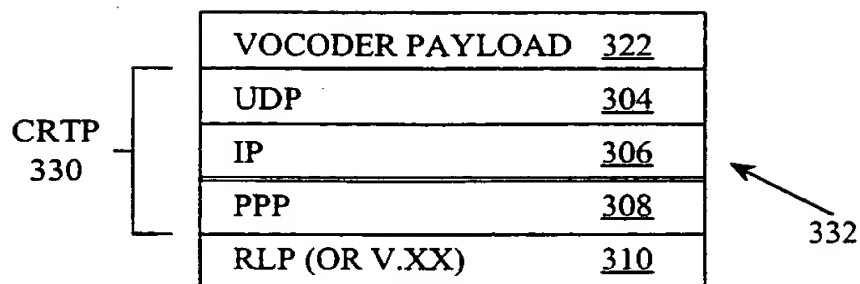 VOCODER PAYLOAD 322
UDP 304
CRTP
330
IP 306
PPP 308
332
RLP (OR V.XX) 310